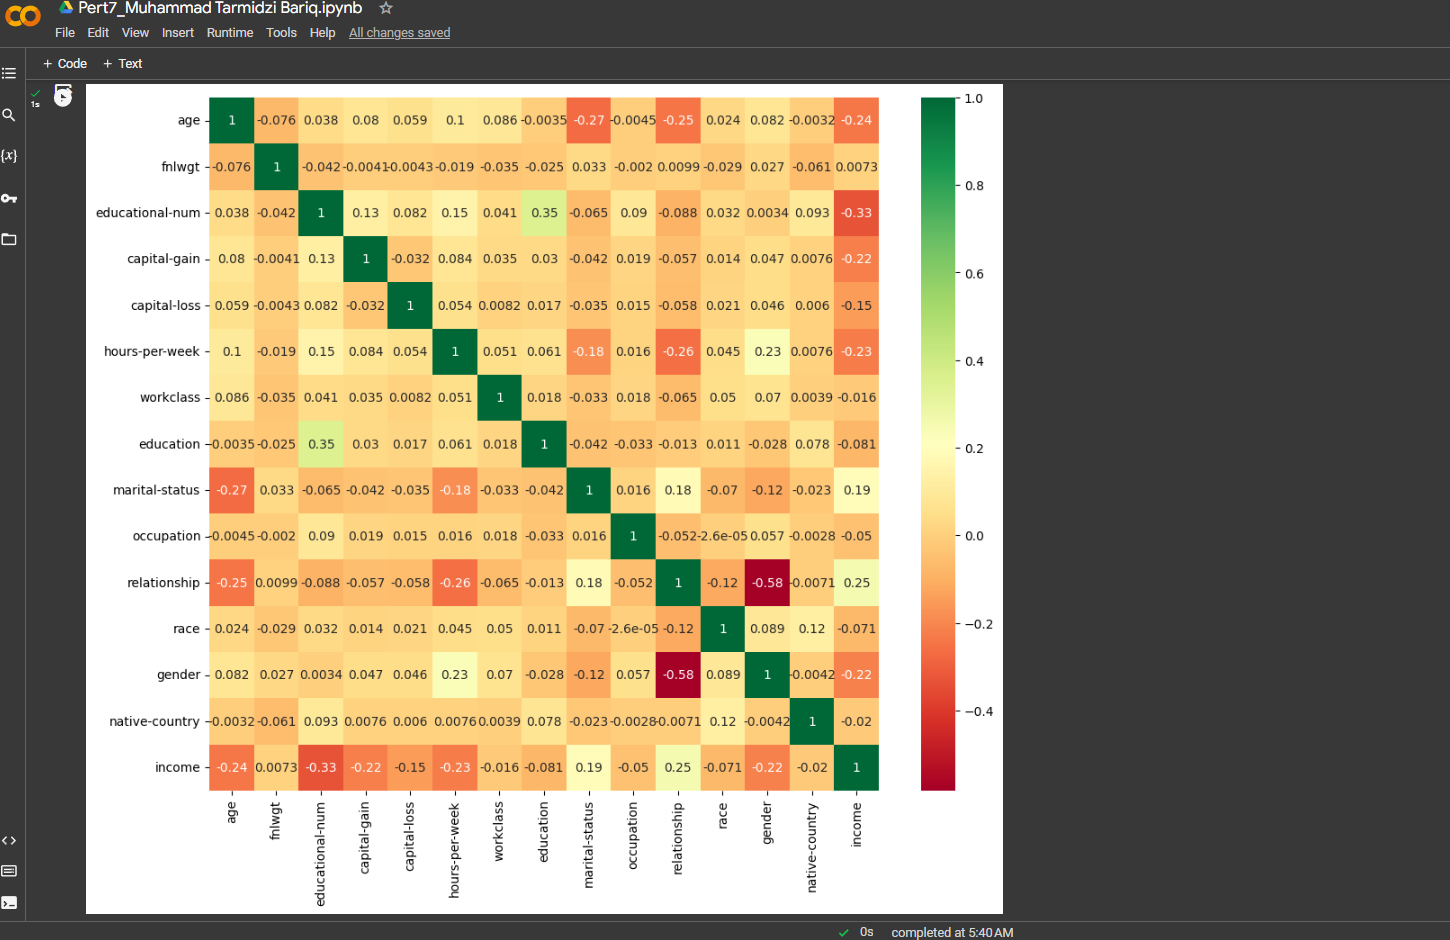 Pert7_Muhammad Tarmidzi Bariq.ipynb
File Edit View Insert Runtime Tools Help All changes saved
+ Code + Text
1s
age 1 -0.076 0.038 0.08 0.059 0.1 0.086 -0.0035 -0.27 -0.0045 -0.25 0.024 0.082 -0.0032 -0.24
fnlwgt -0.076 1 -0.042 -0.0041 -0.0043 -0.019 -0.035 -0.025 0.033 -0.002 0.0099 -0.029 0.027 -0.061 0.0073
educational-num 0.038 -0.042 1 0.13 0.082 0.15 0.041 0.35 -0.065 0.09 -0.088 0.032 0.0034 0.093 -0.33
capital-gain 0.08 -0.0041 0.13 1 -0.032 0.084 0.035 0.03 -0.042 0.019 -0.057 0.014 0.047 0.0076 -0.22
capital-loss 0.059 -0.0043 0.082 -0.032 1 0.054 0.0082 0.017 -0.035 0.015 -0.058 0.021 0.046 0.006 -0.15
hours-per-week 0.1 -0.019 0.15 0.084 0.054 1 0.051 0.061 -0.18 0.016 -0.26 0.045 0.23 0.0076 -0.23
workclass 0.086 -0.035 0.041 0.035 0.0082 0.051 1 0.018 -0.033 0.018 -0.065 0.05 0.07 0.0039 -0.016
education -0.0035 -0.025 0.35 0.03 0.017 0.061 0.018 1 -0.042 -0.033 -0.013 0.011 -0.028 0.078 -0.081
marital-status -0.27 0.033 -0.065 -0.042 -0.035 -0.18 -0.033 -0.042 1 0.016 0.18 -0.07 -0.12 -0.023 0.19
occupation -0.0045 -0.002 0.09 0.019 0.015 0.016 0.018 -0.033 0.016 1 -0.052 -2.6e-05 0.057 -0.0028 -0.05
relationship -0.25 0.0099 -0.088 -0.057 -0.058 -0.26 -0.065 -0.013 0.18 -0.052 1 -0.12 -0.58 -0.0071 0.25
race 0.024 -0.029 0.032 0.014 0.021 0.045 0.05 0.011 -0.07 -2.6e-05 -0.12 1 0.089 0.12 -0.071
gender 0.082 0.027 0.0034 0.047 0.046 0.23 0.07 -0.028 -0.12 0.057 -0.58 0.089 1 -0.0042 -0.22
native-country -0.0032 -0.061 0.093 0.0076 0.006 0.0076 0.0039 0.078 -0.023 -0.0028 -0.0071 0.12 -0.0042 1 -0.02
income -0.24 0.0073 -0.33 -0.22 -0.15 -0.23 -0.016 -0.081 0.19 -0.05 0.25 -0.071 -0.22 -0.02 1
age fnlwgt educational-num capital-gain capital-loss hours-per-week workclass education marital-status occupation relationship race gender native-country income
1.0
0.8
0.6
0.4
0.2
0.0
−0.2
−0.4
0s completed at 5:40 AM